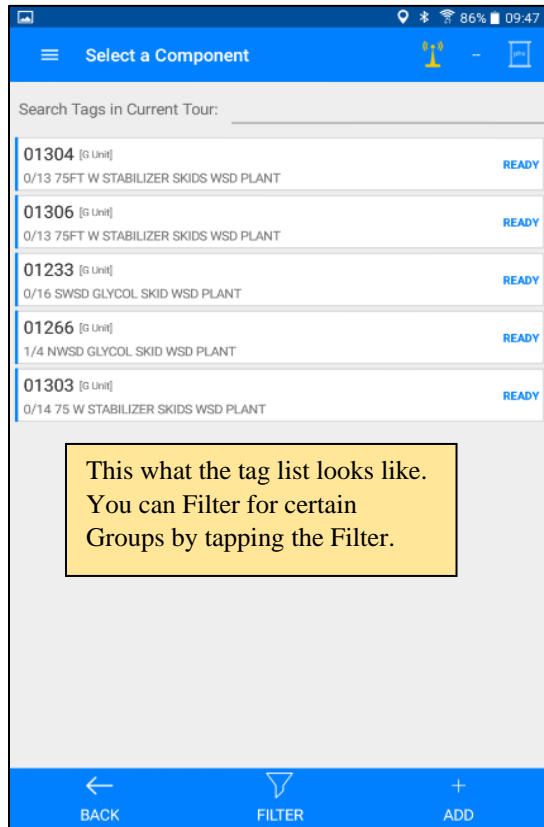 86% 09:47
Select a Component --
Search Tags in Current Tour:
01304 [G Unit]
READY
0/13 75FT W STABILIZER SKIDS WSD PLANT
01306 [G Unit]
READY
0/13 75FT W STABILIZER SKIDS WSD PLANT
01233 [G Unit]
READY
0/16 SWSD GLYCOL SKID WSD PLANT
01266 [G Unit]
READY
1/4 NWSD GLYCOL SKID WSD PLANT
01303 [G Unit]
READY
0/14 75 W STABILIZER SKIDS WSD PLANT
This what the tag list looks like.
You can Filter for certain
Groups by tapping the Filter.
BACK FILTER ADD